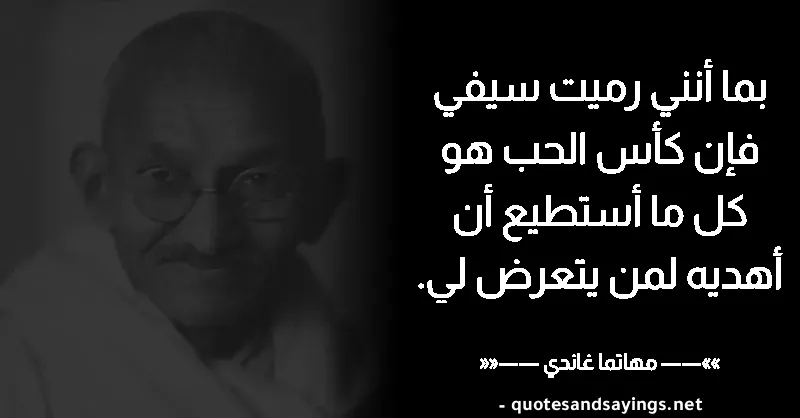 بما أنني رميت سيفي
فإن كأس الحب هو
كل ما أستطيع أن
أهديه لمن يتعرض لي.
»»—— مهاتما غاندي ——««
- quotesandsayings.net